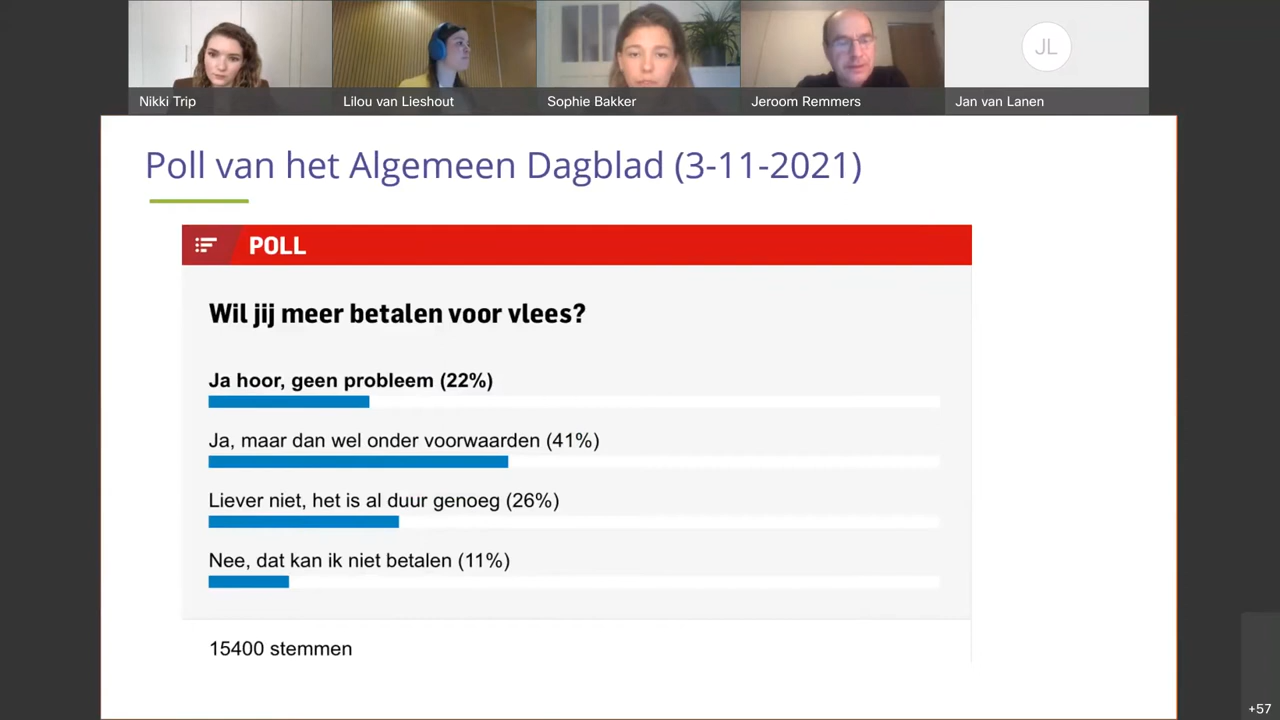 Nikki Trip
Lilou van Lieshout
Sophie Bakker
Jeroom Remmers
JL
Jan van Lanen
Poll van het Algemeen Dagblad (3-11-2021)
POLL
Wil jij meer betalen voor vlees?
Ja hoor, geen probleem (22%)
Ja, maar dan wel onder voorwaarden (41%)
Liever niet, het is al duur genoeg (26%)
Nee, dat kan ik niet betalen (11%)
15400 stemmen
+57